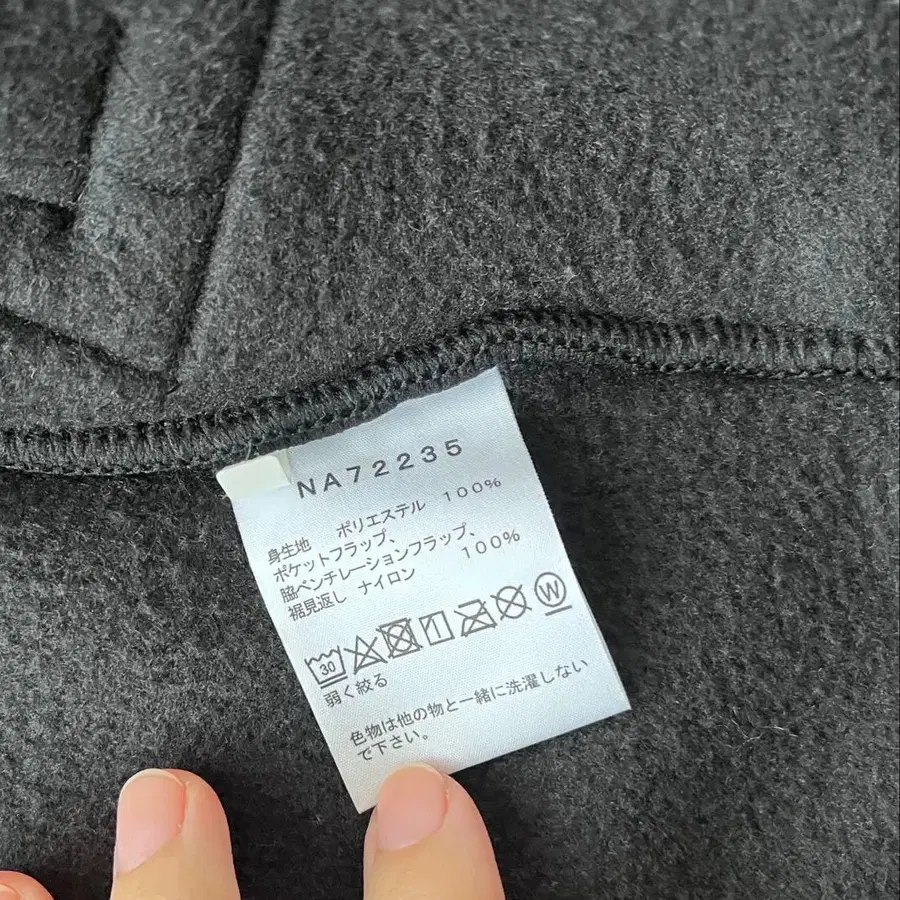 NA72235
身生地 ポリエステル 100%
ポケットフラップ、
脇ベンチレーションフラップ、
裾見返し ナイロン 100%
30 W
弱く絞る
色物は他の物と一緒に洗濯しない
で下さい。